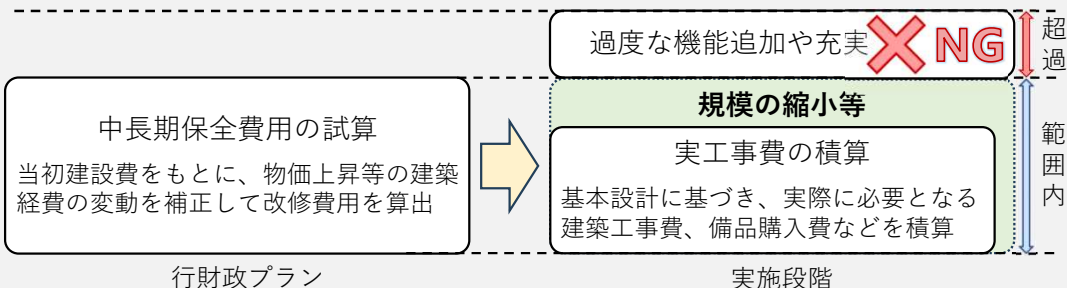 過度な機能追加や充実
NG
超過
規模の縮小等
中長期保全費用の試算
当初建設費をもとに、物価上昇等の建築
経費の変動を補正して改修費用を算出
実工事費の積算
基本設計に基づき、実際に必要となる
建築工事費、備品購入費などを積算
範囲内
行財政プラン
実施段階